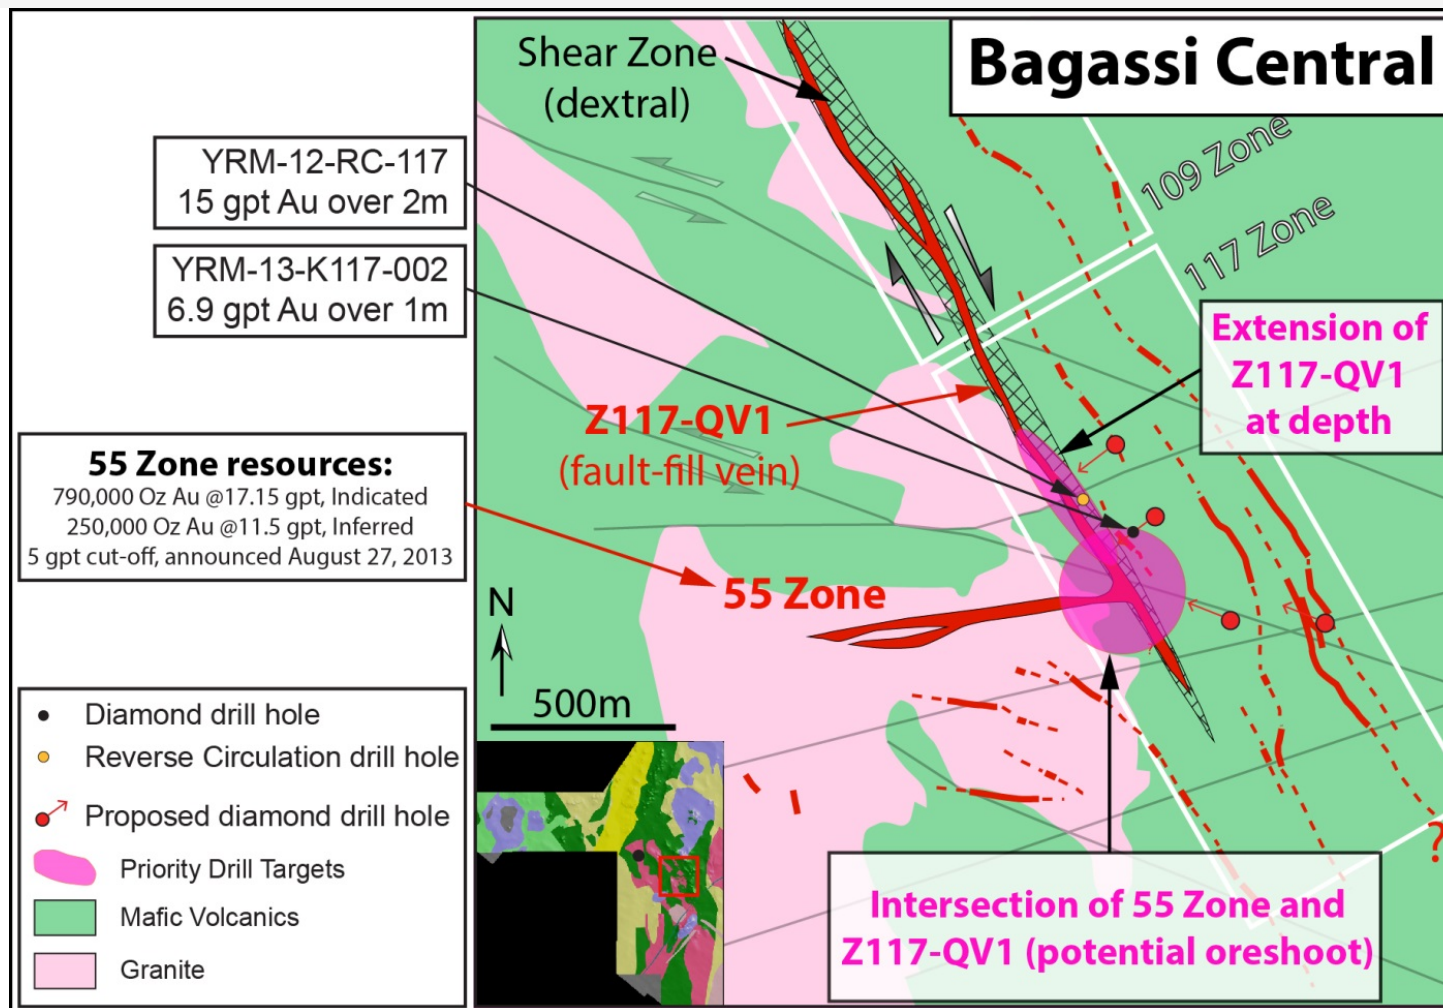 Bagassi Central
Shear Zone
(dextral)
YRM-12-RC-117
15 gpt Au over 2m
YRM-13-K117-002
6.9 gpt Au over 1m
109 Zone
117 Zone
Extension of
Z117-QV1
at depth
Z117-QV1
(fault-fill vein)
55 Zone resources:
790,000 Oz Au @17.15 gpt, Indicated
250,000 Oz Au @11.5 gpt, Inferred
5 gpt cut-off, announced August 27, 2013
55 Zone
N
500m
Diamond drill hole
Reverse Circulation drill hole
Proposed diamond drill hole
Priority Drill Targets
Mafic Volcanics
Granite
?
Intersection of 55 Zone and
Z117-QV1 (potential oreshoot)